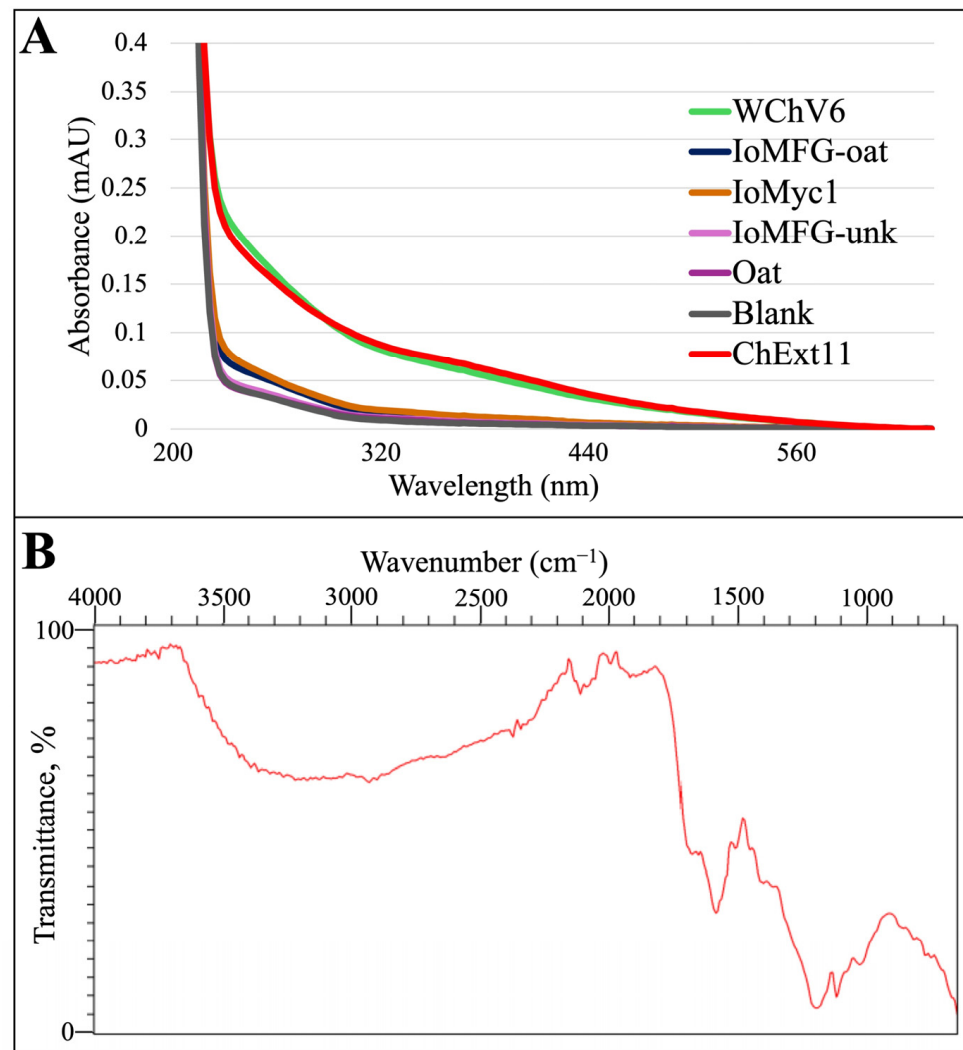 A
0.4
0.35
0.3
0.25
0.2
0.15
0.1
0.05
0
Absorbance (mAU)
WChV6
IoMFG-oat
IoMyc1
IoMFG-unk
Oat
Blank
ChExt11
200 320 440 560
Wavelength (nm)
B
Wavenumber (cm⁻¹)
4000 3500 3000 2500 2000 1500 1000
100
Transmittance, %
0